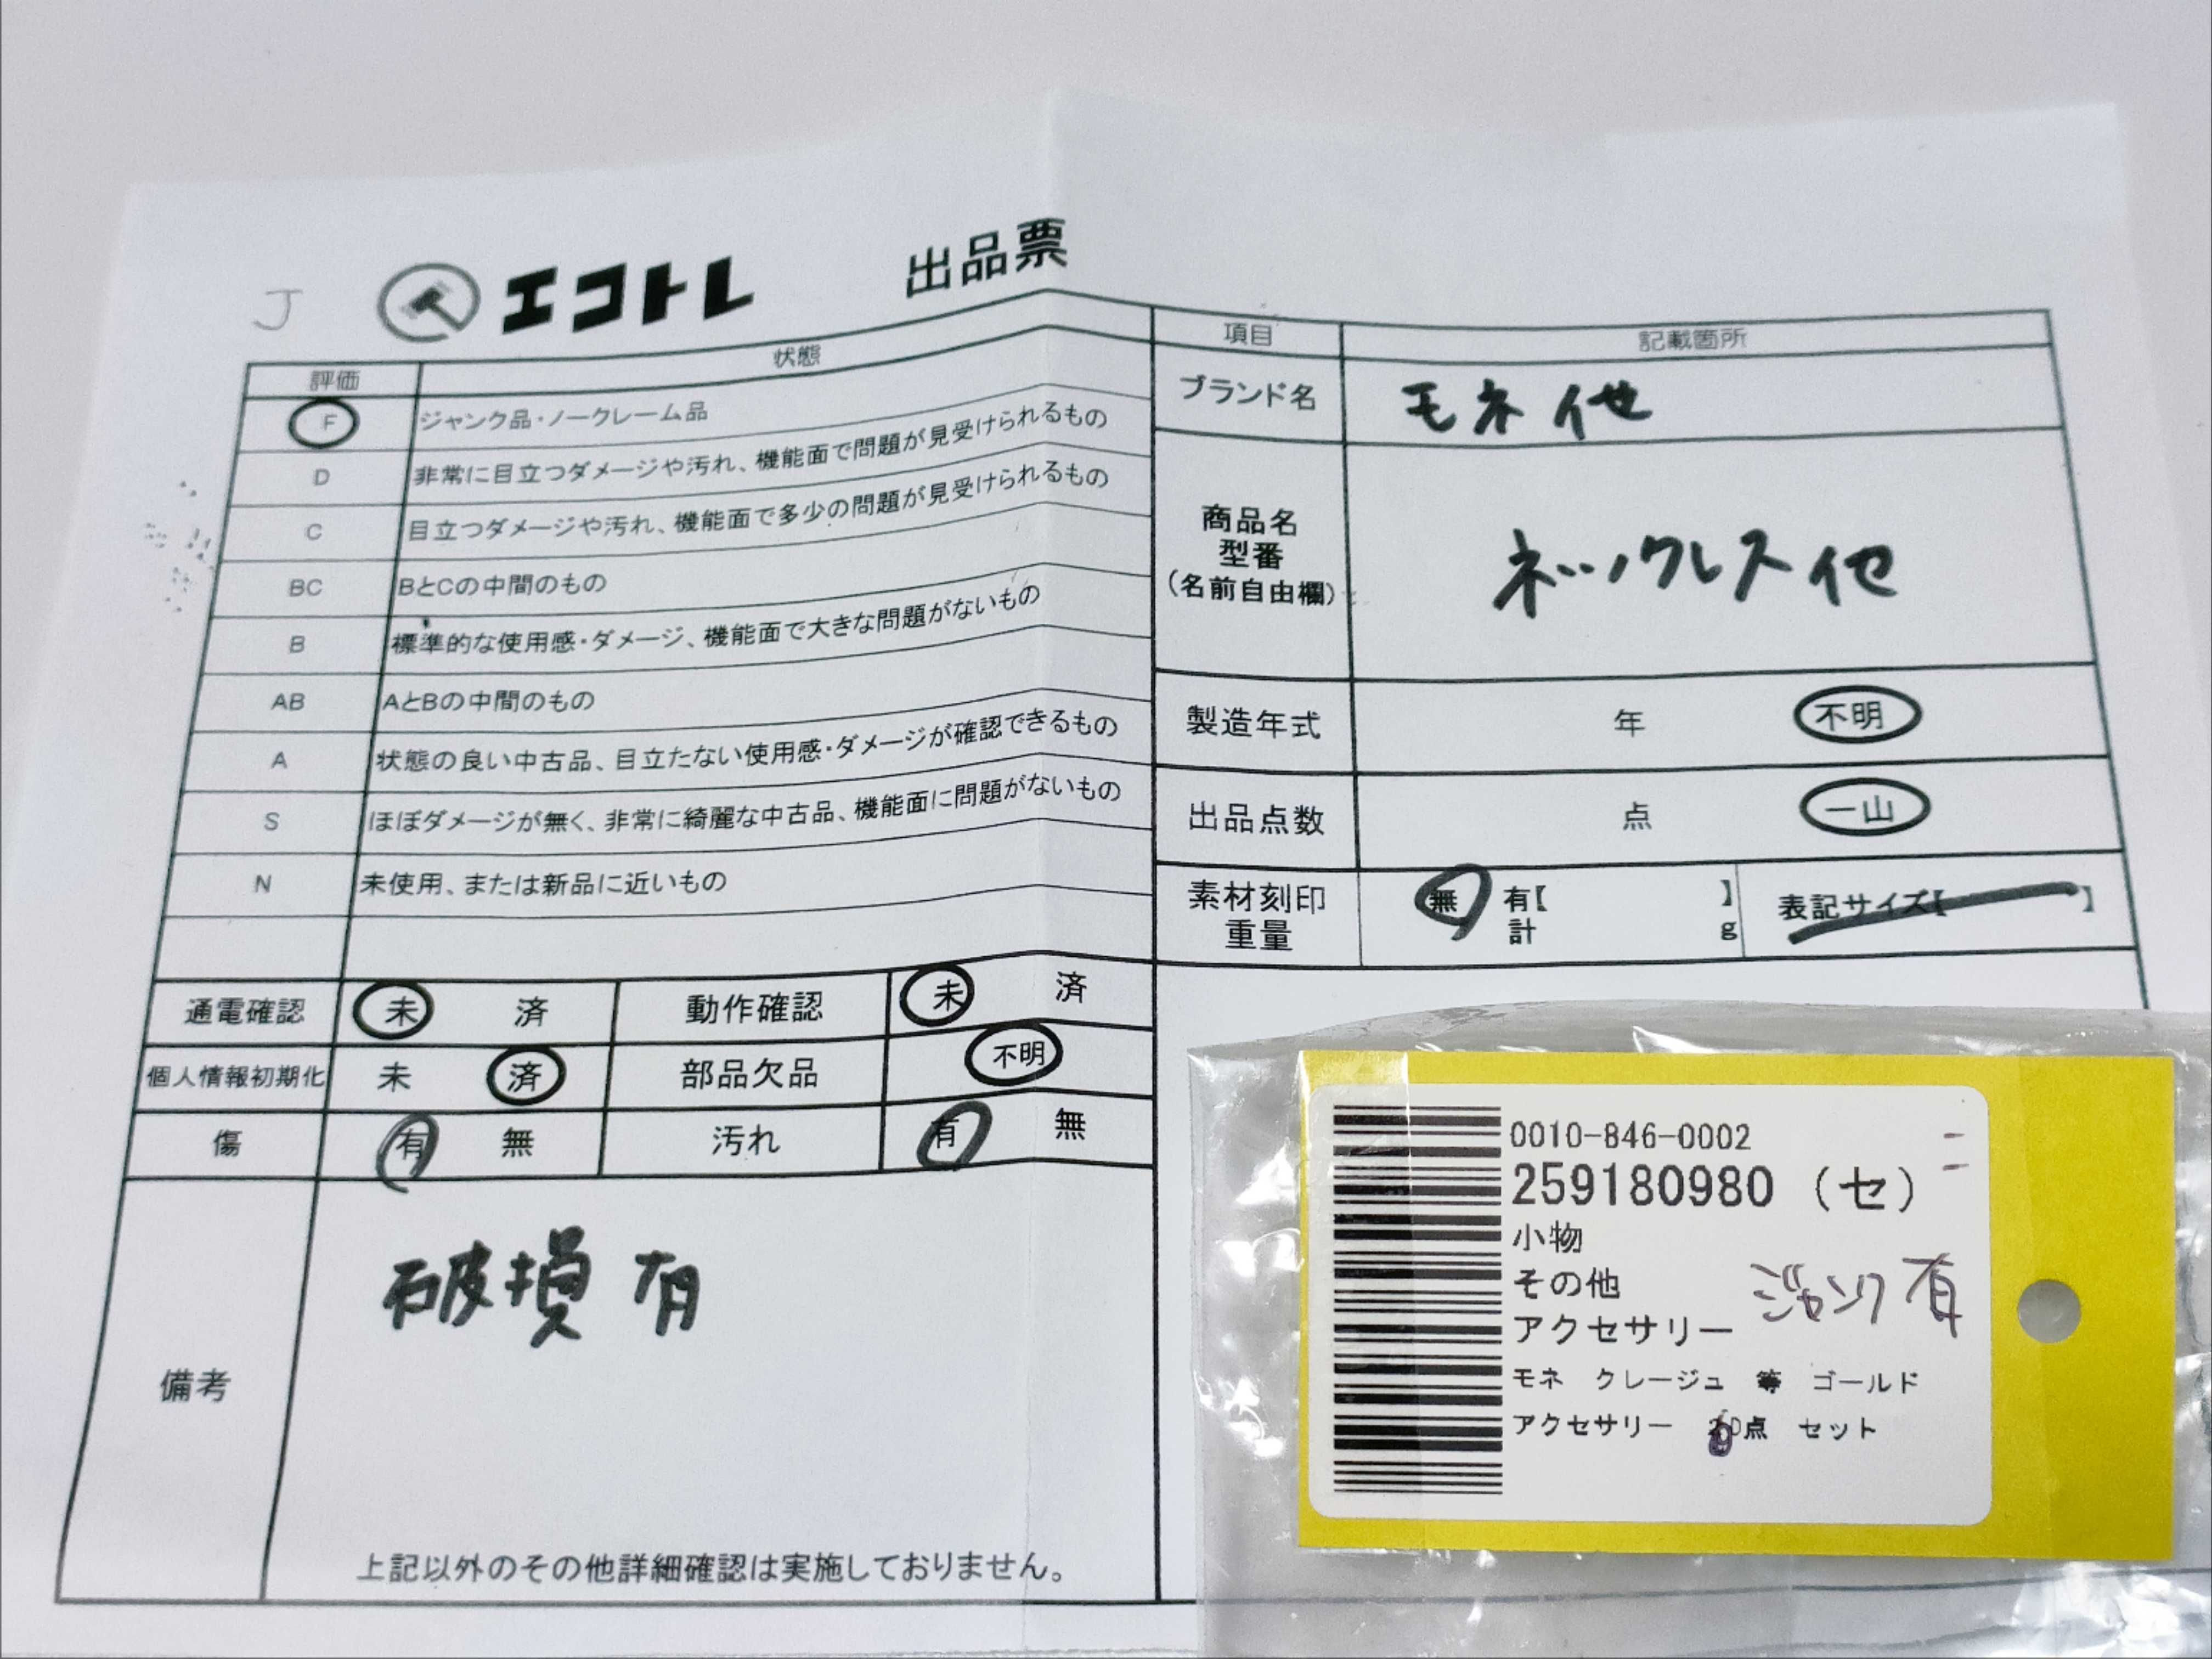 J
エコトレ 出品票
評価 状態
F ジャンク品・ノークレーム品
D 非常に目立つダメージや汚れ、機能面で問題が見受けられるもの
C 目立つダメージや汚れ、機能面で多少の問題が見受けられるもの
BC BとCの中間のもの
B 標準的な使用感・ダメージ、機能面で大きな問題がないもの
AB AとBの中間のもの
A 状態の良い中古品、目立たない使用感・ダメージが確認できるもの
S ほぼダメージが無く、非常に綺麗な中古品、機能面に問題がないもの
N 未使用、または新品に近いもの
通電確認 未 済 動作確認 未 済
個人情報初期化 未 済 部品欠品 不明
傷 有 無 汚れ 有 無
備考
破損 有
上記以外のその他詳細確認は実施しておりません。
項目 記載箇所
ブランド名 モネ 他
商品名
型番
(名前自由欄)
ネックレス 他
製造年式 年 不明
出品点数 点 一山
素材刻印 無 有【 】 表記サイズ【 】
重量 計 g
0010-846-0002
259180980 (セ)
小物
その他
アクセサリー
ジャンク 有
モネ クレージュ 等 ゴールド
アクセサリー 点 セット